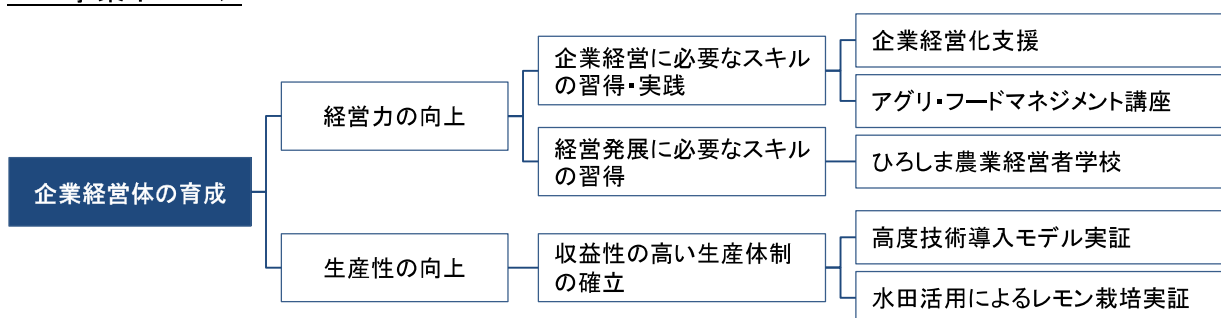 企業経営体の育成
経営力の向上
企業経営に必要なスキル
の習得・実践
企業経営化支援
アグリ・フードマネジメント講座
経営発展に必要なスキル
の習得
ひろしま農業経営者学校
生産性の向上
収益性の高い生産体制
の確立
高度技術導入モデル実証
水田活用によるレモン栽培実証